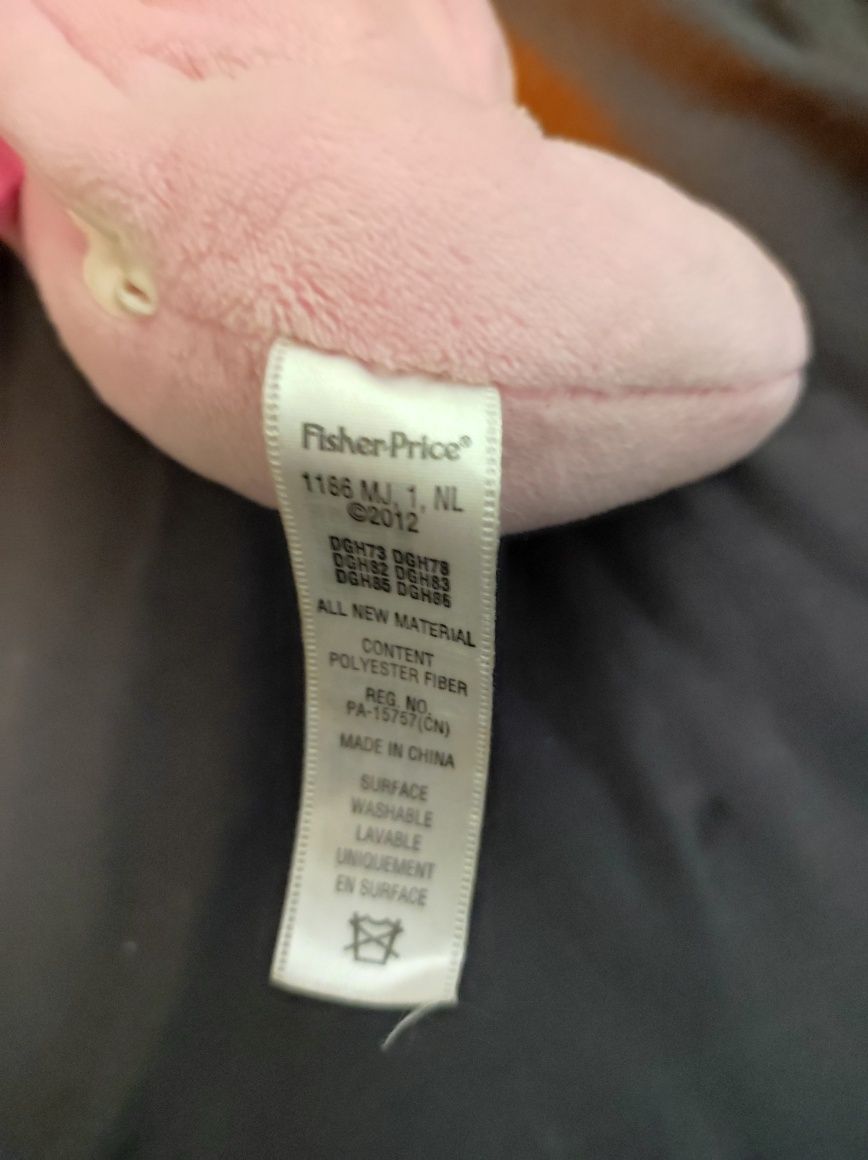 Fisher-Price®
1186 MJ, 1, NL
©2012
DGH73 DGH78
DGH82 DGH83
DGH85 DGH86
ALL NEW MATERIAL
CONTENT
POLYESTER FIBER
REG. NO.
PA-15757(CN)
MADE IN CHINA
SURFACE
WASHABLE
LAVABLE
UNIQUEMENT
EN SURFACE